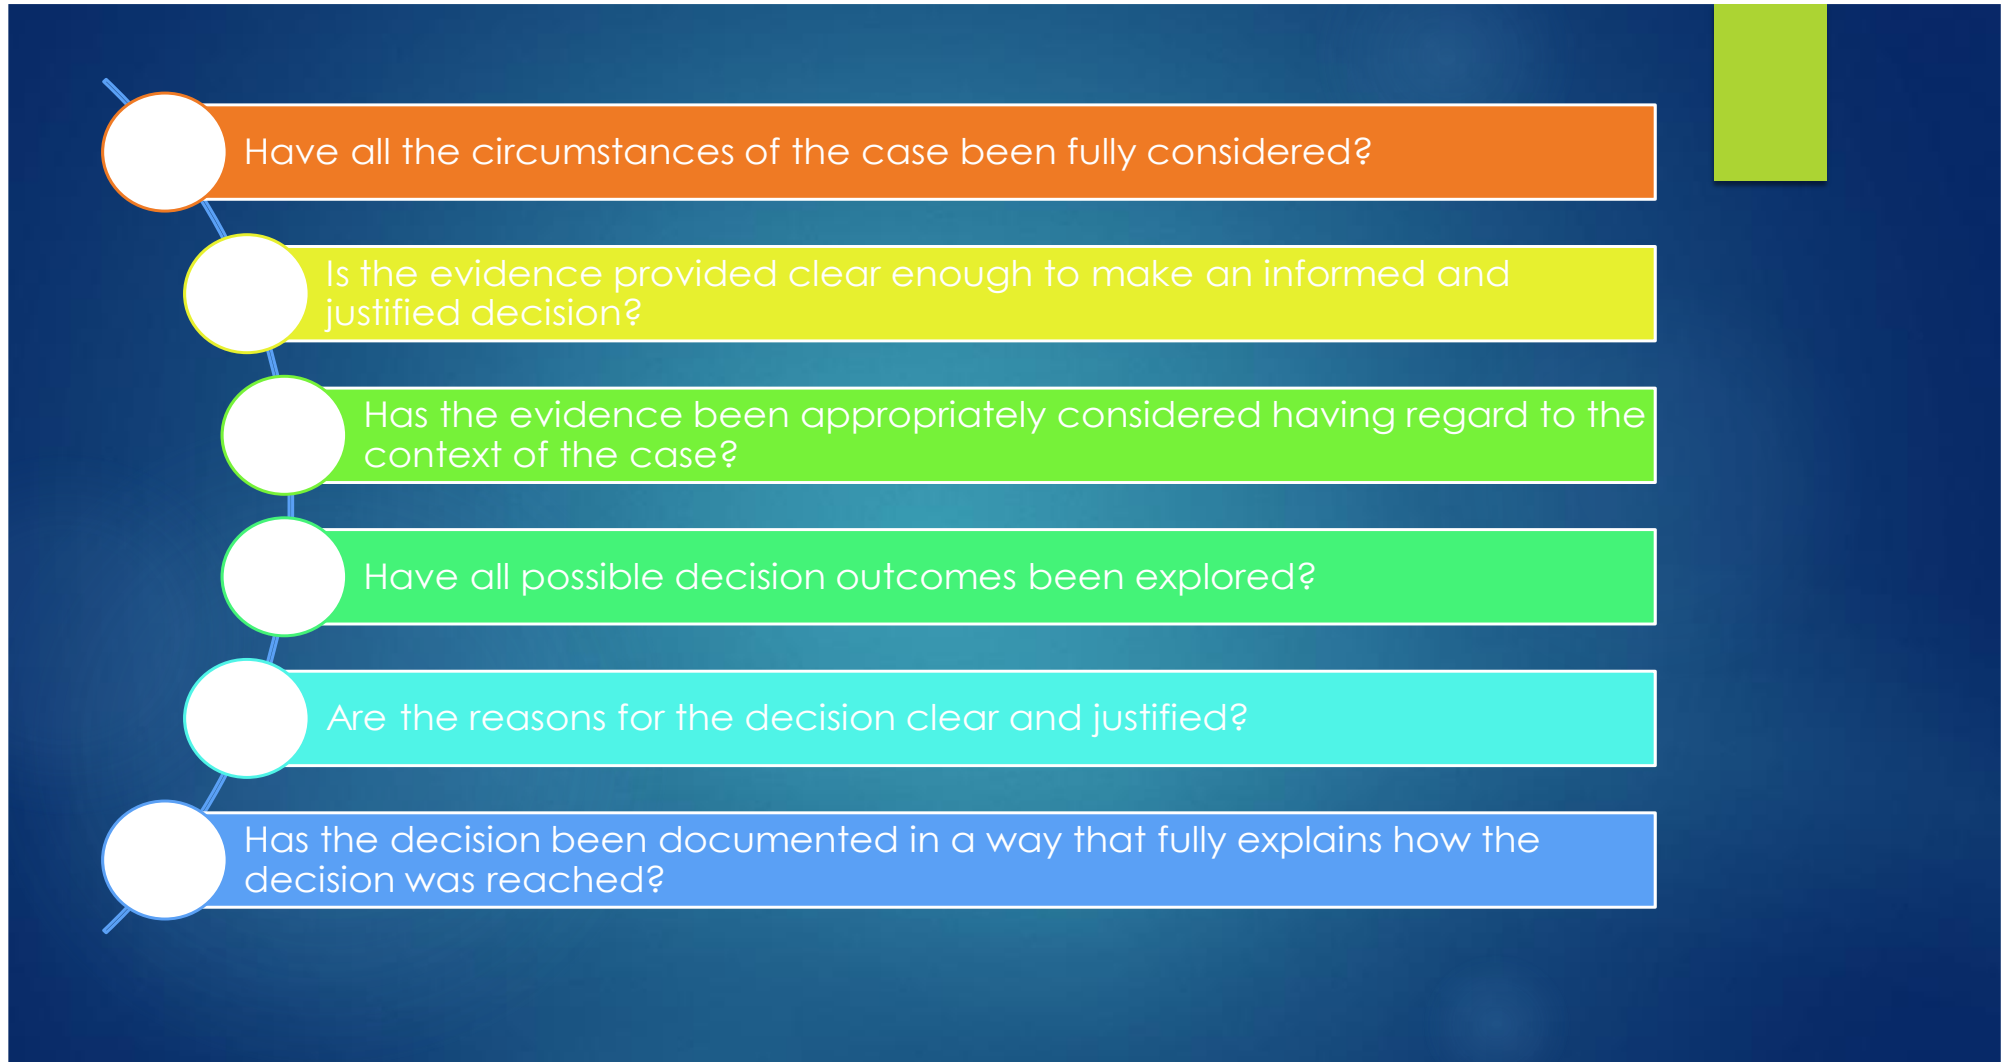 Have all the circumstances of the case been fully considered?
Is the evidence provided clear enough to make an informed and
justified decision?
Has the evidence been appropriately considered having regard to the
context of the case?
Have all possible decision outcomes been explored?
Are the reasons for the decision clear and justified?
Has the decision been documented in a way that fully explains how the
decision was reached?